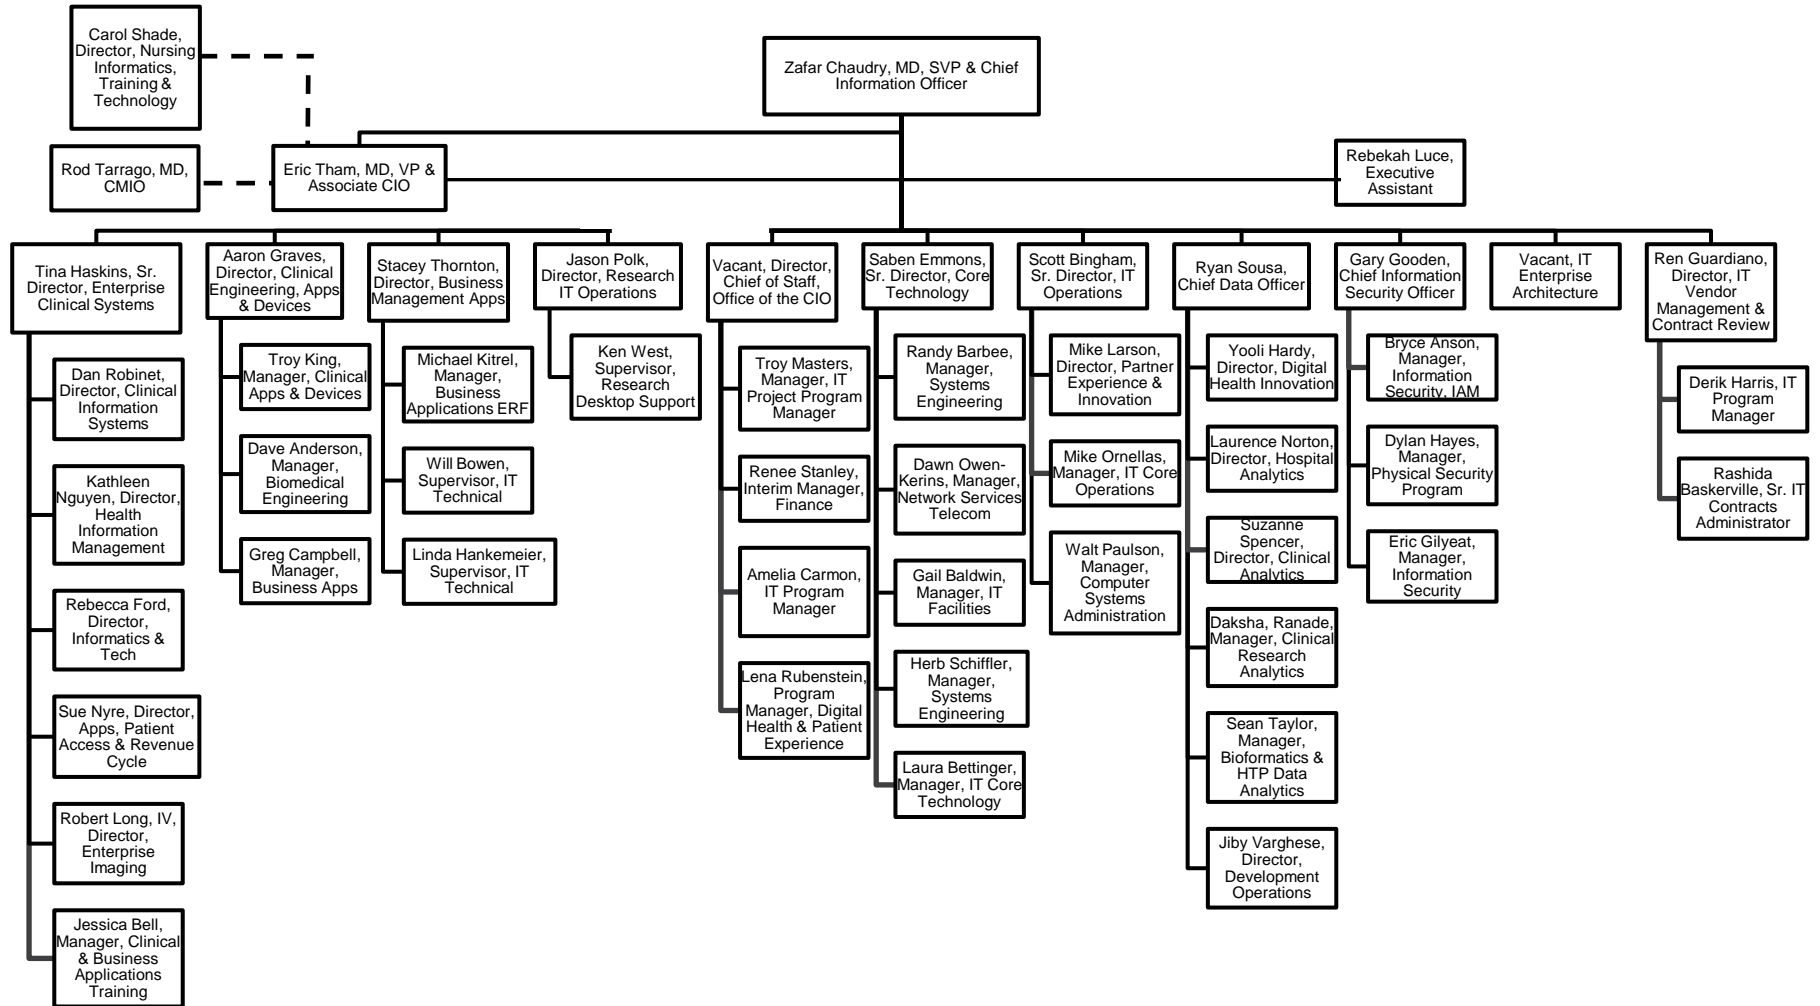 Carol Shade,
Director, Nursing
Informatics,
Training &
Technology
Zafar Chaudry, MD, SVP & Chief
Information Officer
Rod Tarrago, MD,
CMIO
Eric Tham, MD, VP &
Associate CIO
Rebekah Luce,
Executive
Assistant
Tina Haskins, Sr.
Director, Enterprise
Clinical Systems
Aaron Graves,
Director, Clinical
Engineering, Apps
& Devices
Stacey Thornton,
Director, Business
Management Apps
Jason Polk,
Director, Research
IT Operations
Vacant, Director,
Chief of Staff,
Office of the CIO
Saben Emmons,
Sr. Director, Core
Technology
Scott Bingham,
Sr. Director, IT
Operations
Ryan Sousa,
Chief Data Officer
Gary Gooden,
Chief Information
Security Officer
Vacant, IT
Enterprise
Architecture
Ren Guardiano,
Director, IT
Vendor
Management &
Contract Review
Dan Robinet,
Director, Clinical
Information
Systems
Kathleen
Nguyen, Director,
Health
Information
Management
Rebecca Ford,
Director,
Informatics &
Tech
Sue Nyre, Director,
Apps, Patient
Access & Revenue
Cycle
Robert Long, IV,
Director,
Enterprise
Imaging
Jessica Bell,
Manager, Clinical
& Business
Applications
Training
Troy King,
Manager, Clinical
Apps & Devices
Dave Anderson,
Manager,
Biomedical
Engineering
Greg Campbell,
Manager,
Business Apps
Michael Kitrel,
Manager,
Business
Applications ERF
Will Bowen,
Supervisor, IT
Technical
Linda Hankemeier,
Supervisor, IT
Technical
Ken West,
Supervisor,
Research
Desktop Support
Troy Masters,
Manager, IT
Project Program
Manager
Renee Stanley,
Interim Manager,
Finance
Amelia Carmon,
IT Program
Manager
Lena Rubenstein,
Program
Manager, Digital
Health & Patient
Experience
Randy Barbee,
Manager,
Systems
Engineering
Dawn Owen-
Kerins, Manager,
Network Services
Telecom
Gail Baldwin,
Manager, IT
Facilities
Herb Schiffler,
Manager,
Systems
Engineering
Laura Bettinger,
Manager, IT Core
Technology
Mike Larson,
Director, Partner
Experience &
Innovation
Mike Ornellas,
Manager, IT Core
Operations
Walt Paulson,
Manager,
Computer
Systems
Administration
Yooli Hardy,
Director, Digital
Health Innovation
Laurence Norton,
Director, Hospital
Analytics
Suzanne
Spencer,
Director, Clinical
Analytics
Daksha, Ranade,
Manager, Clinical
Research
Analytics
Sean Taylor,
Manager,
Bioformatics &
HTP Data
Analytics
Jiby Varghese,
Director,
Development
Operations
Bryce Anson,
Manager,
Information
Security, IAM
Dylan Hayes,
Manager,
Physical Security
Program
Eric Gilyeat,
Manager,
Information
Security
Derik Harris, IT
Program
Manager
Rashida
Baskerville, Sr. IT
Contracts
Administrator